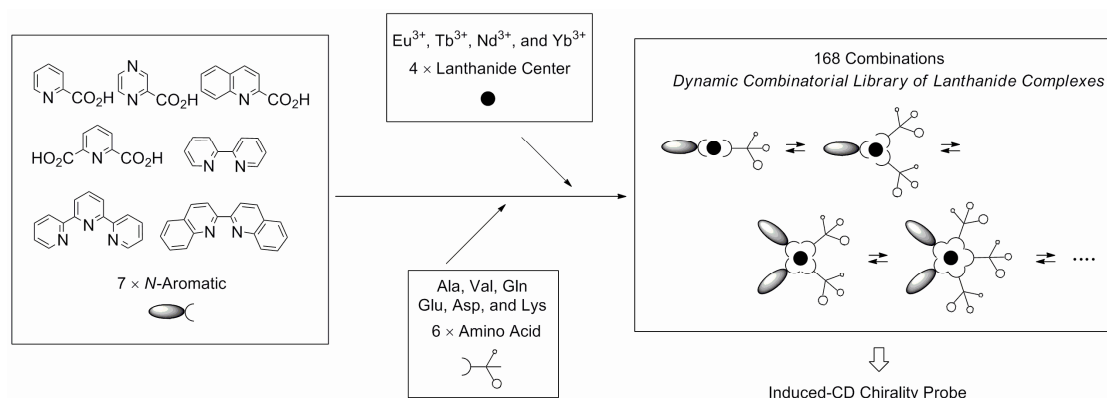 N
CO₂H
N
N
CO₂H
N
CO₂H
HO₂C
N
CO₂H
N
N
N
N
N
N
N
7 × N-Aromatic
Eu³⁺, Tb³⁺, Nd³⁺, and Yb³⁺
4 × Lanthanide Center
Ala, Val, Gln
Glu, Asp, and Lys
6 × Amino Acid
168 Combinations
Dynamic Combinatorial Library of Lanthanide Complexes
....
Induced-CD Chirality Probe